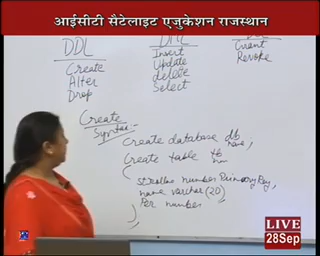 आईसीटी सैटेलाइट एजुकेशन राजस्थान
DDL
Create
Alter
Drop
DML
Insert
Update
delete
Select
Grant
Revoke
Create
Syntax
Create database db
name;
Create table tb
(
number Primary Key,
name varchar (20)
Per number
);
LIVE
28Sep